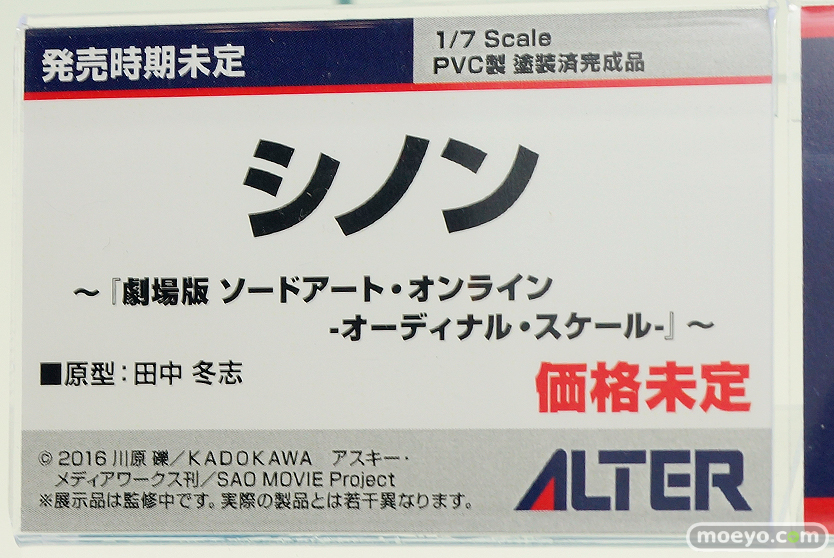 発売時期未定
1/7 Scale
PVC製 塗装済完成品
シノン
～『劇場版 ソードアート・オンライン
-オーディナル・スケール-』～
■原型：田中 冬志
価格未定
© 2016 川原 礫／KADOKAWA アスキー・
メディアワークス刊／SAO MOVIE Project
※展示品は監修中です。実際の製品とは若干異なります。
ALTER
moeyo.com